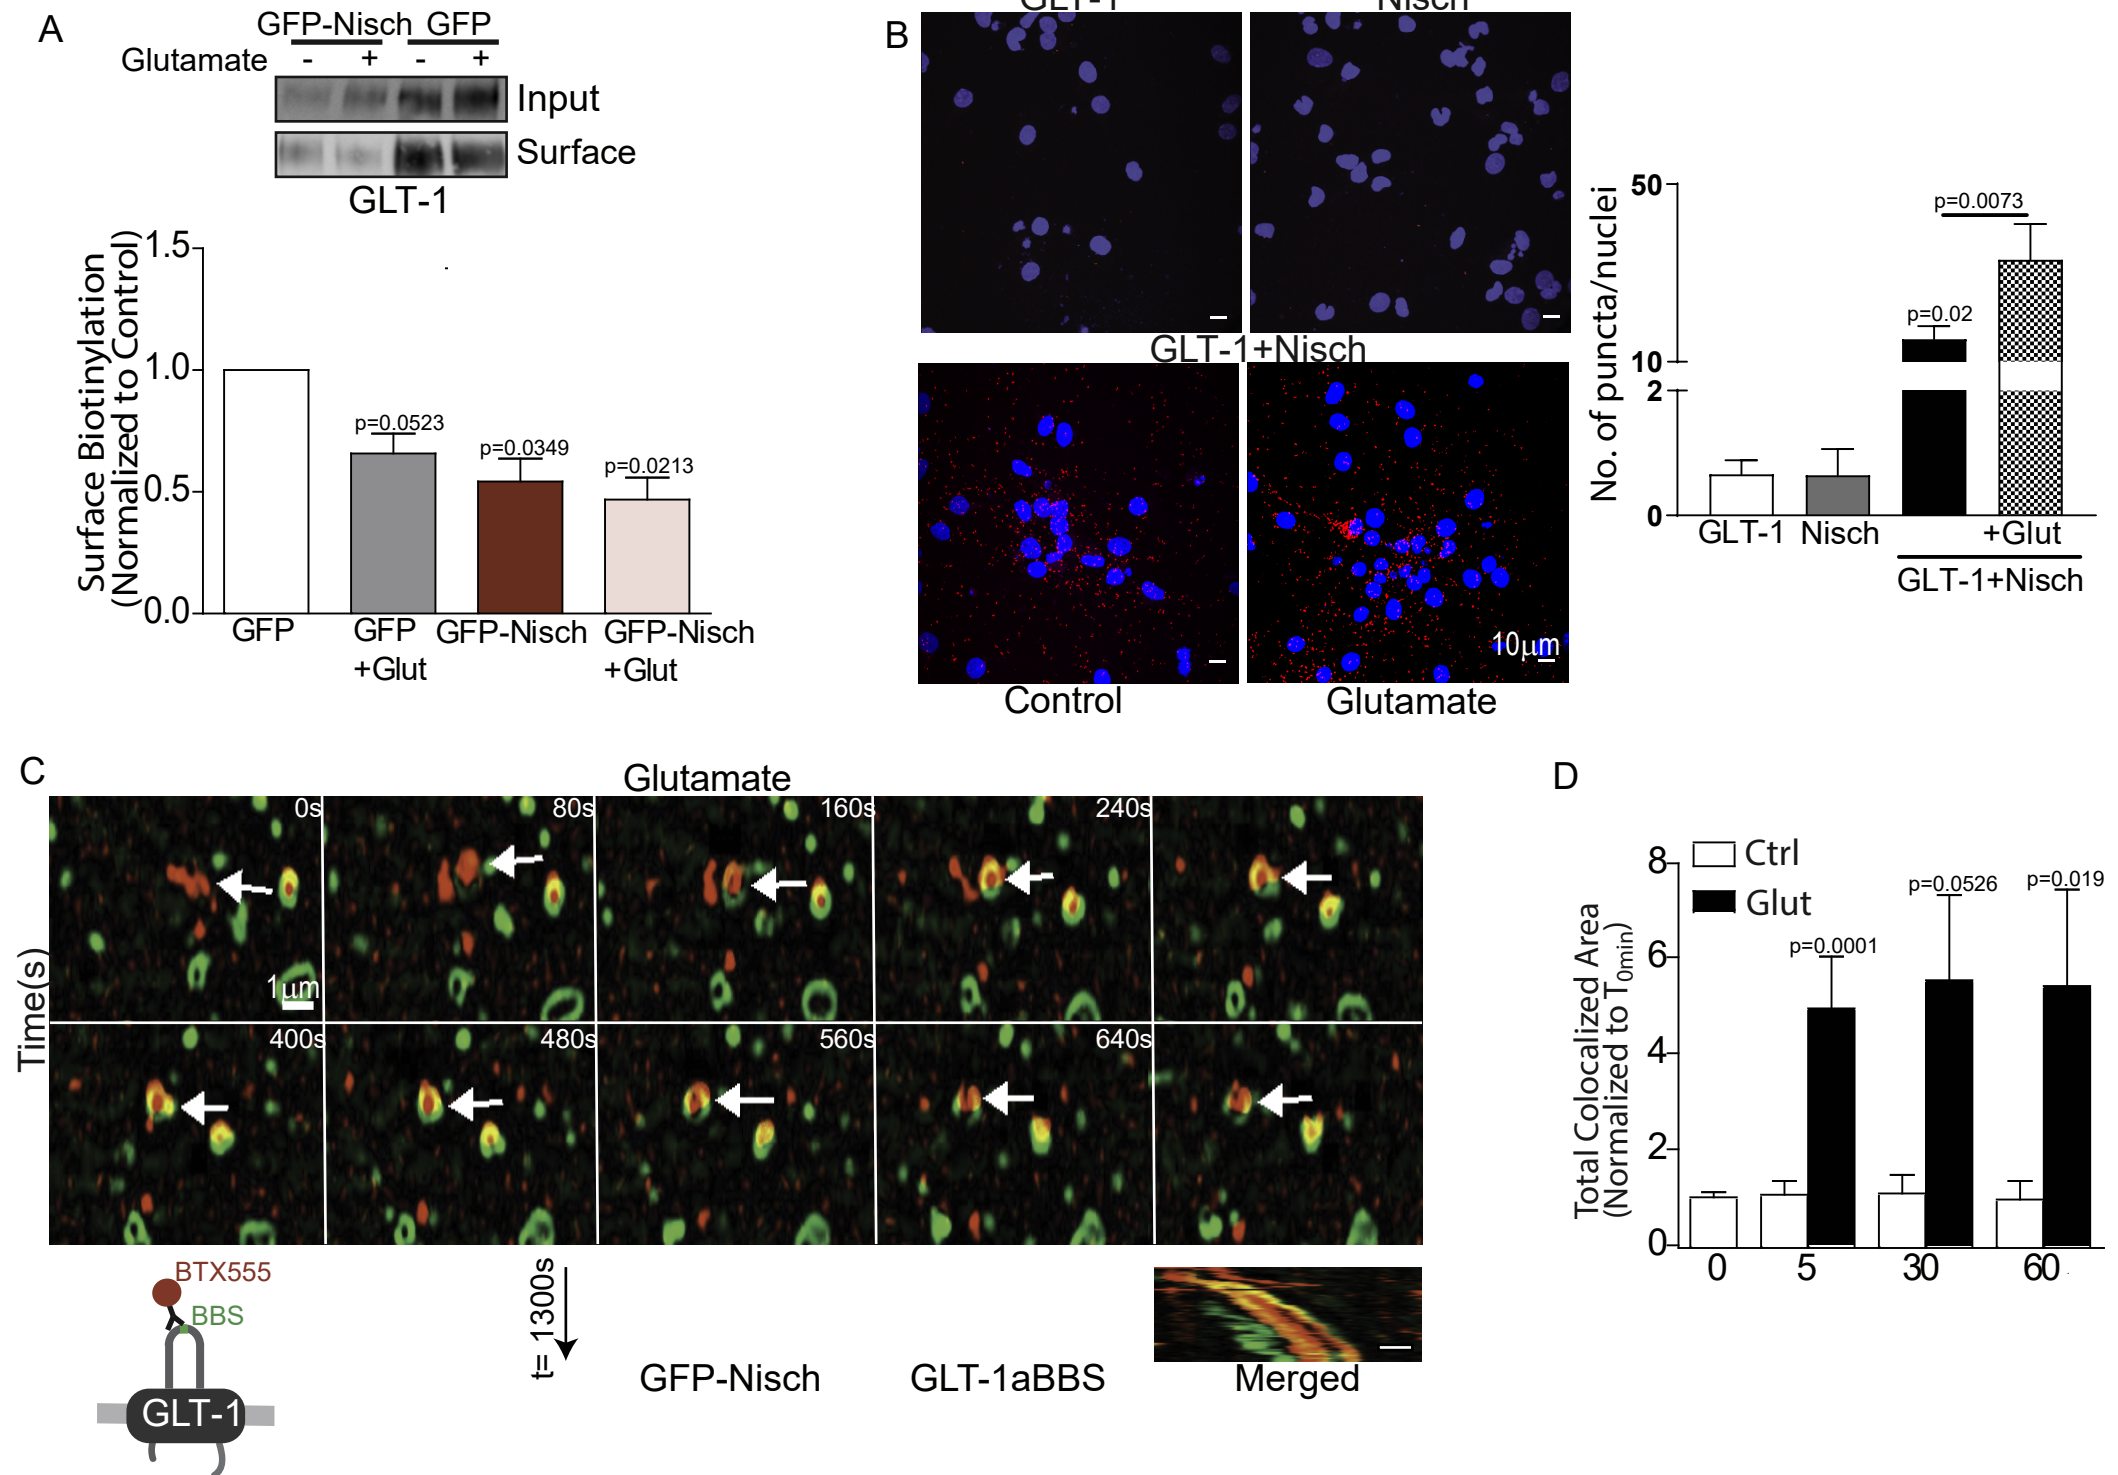 A
GFP-Nisch GFP
Glutamate - + - +
Input
Surface
GLT-1
Surface Biotinylation
(Normalized to Control)
1.5
1.0
0.5
0.0
p=0.0523
p=0.0349
p=0.0213
GFP
GFP
+Glut
GFP-Nisch
GFP-Nisch
+Glut
B
GLT-1
Nisch
GLT-1+Nisch
10μm
Control
Glutamate
No. of puncta/nuclei
50
10
2
0
p=0.0073
p=0.02
GLT-1
Nisch
+Glut
GLT-1+Nisch
C
Glutamate
Time(s)
0s
80s
160s
240s
1μm
400s
480s
560s
640s
BTX555
BBS
GLT-1
t= 1300s
GFP-Nisch
GLT-1aBBS
Merged
D
Ctrl
Glut
Total Colocalized Area
(Normalized to T0min)
8
6
4
2
0
p=0.0001
p=0.0526
p=0.019
0
5
30
60